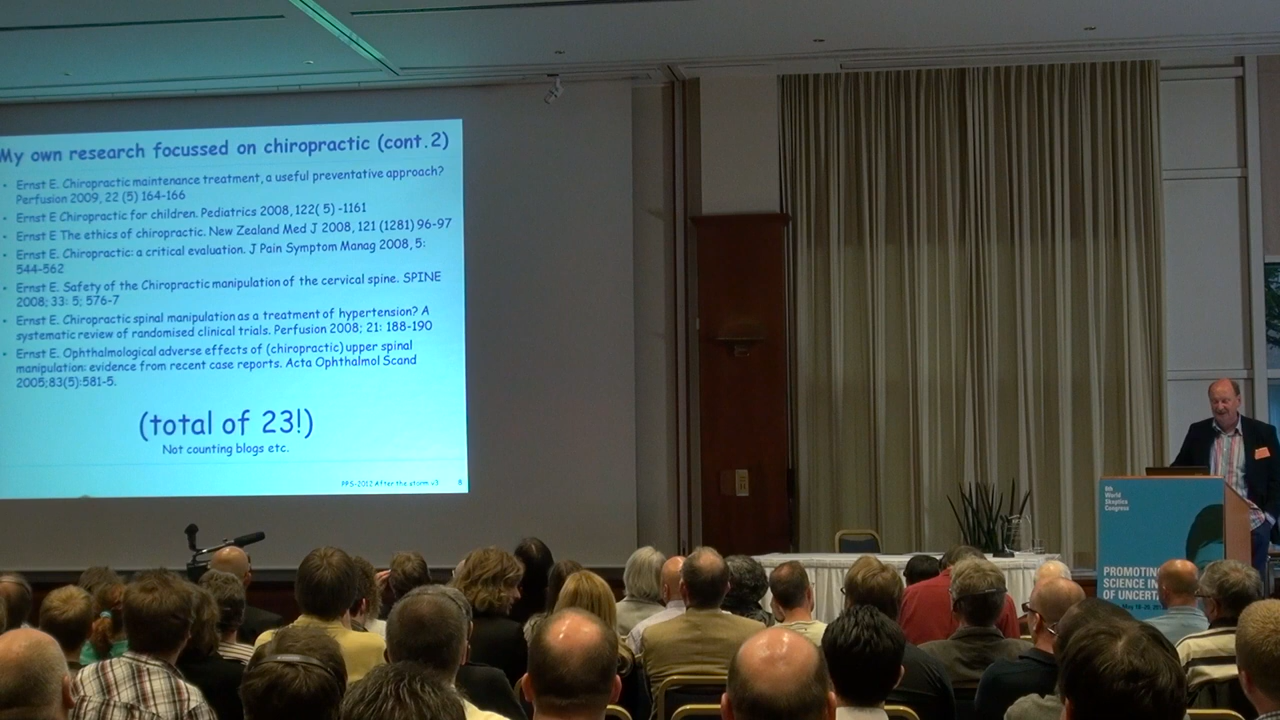 My own research focussed on chiropractic (cont.2)
• Ernst E. Chiropractic maintenance treatment, a useful preventative approach?
Perfusion 2009, 22 (5) 164-166
• Ernst E Chiropractic for children. Pediatrics 2008, 122( 5) -1161
• Ernst E The ethics of chiropractic. New Zealand Med J 2008, 121 (1281) 96-97
• Ernst E. Chiropractic: a critical evaluation. J Pain Symptom Manag 2008, 5:
544-562
• Ernst E. Safety of the Chiropractic manipulation of the cervical spine. SPINE
2008; 33: 5; 576-7
• Ernst E. Chiropractic spinal manipulation as a treatment of hypertension? A
systematic review of randomised clinical trials. Perfusion 2008; 21: 188-190
• Ernst E. Ophthalmological adverse effects of (chiropractic) upper spinal
manipulation: evidence from recent case reports. Acta Ophthalmol Scand
2005;83(5):581-5.
(total of 23!)
Not counting blogs etc.
PPS-2012 After the storm v3 8
6th
World
Skeptics
Congress
PROMOTING
SCIENCE IN
OF UNCERT
May 18-20, 201